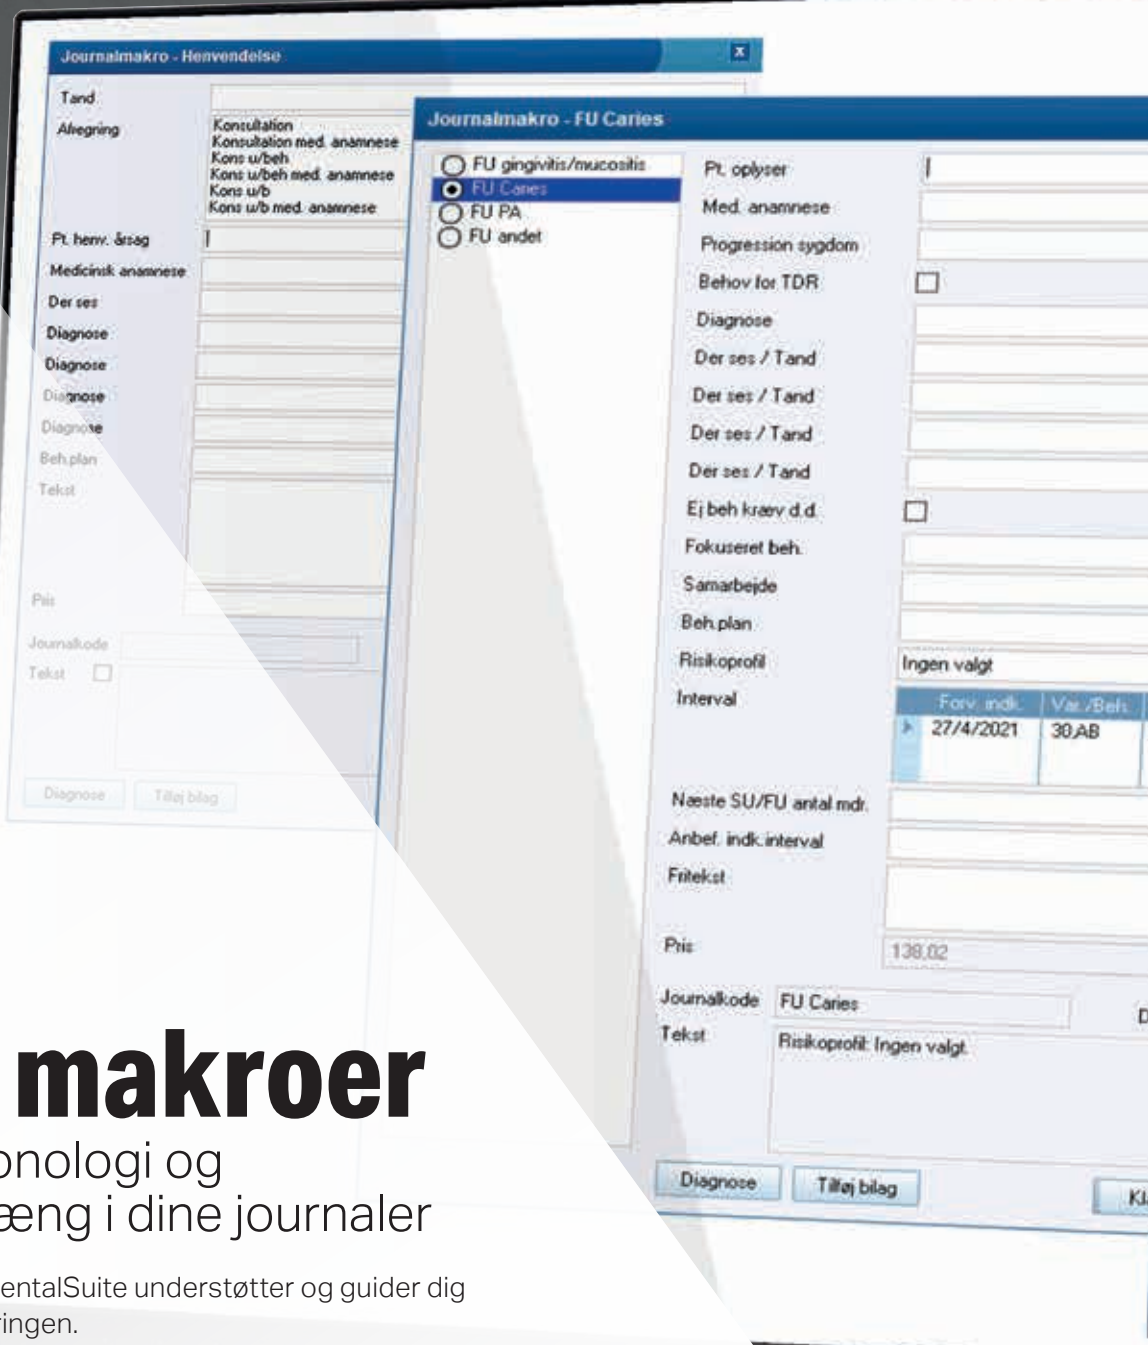 Journalmakro - Henvendelse
x
Tand
Afregning
Konsultation
Konsultation med. anamnese
Kons u/beh
Kons u/beh med. anamnese
Kons u/b
Kons u/b med. anamnese
Pt. henv. årsag
Medicinsk anamnese
Der ses
Diagnose
Diagnose
Diagnose
Diagnose
Beh.plan
Tekst
Pris
Journalkode
Tekst
Diagnose
Tilføj bilag
Journalmakro - FU Caries
FU gingivitis/mucositis
FU Caries
FU PA
FU andet
Pt. oplyser
Med. anamnese
Progression sygdom
Behov for TDR
Diagnose
Der ses / Tand
Der ses / Tand
Der ses / Tand
Der ses / Tand
Ej beh kræv d.d.
Fokuseret beh.
Samarbejde
Beh.plan
Risikoprofil
Ingen valgt
Interval
Forv. indk. Var./Beh.
27/4/2021 30,AB
Næste SU/FU antal mdr.
Anbef. indk.interval
Fritekst
Pris
138,02
Journalkode
FU Caries
D
Tekst
Risikoprofil: Ingen valgt.
Diagnose
Tilføj bilag
Kl
makroer
onologi og
æng i dine journaler
entalSuite understøtter og guider dig
ringen.